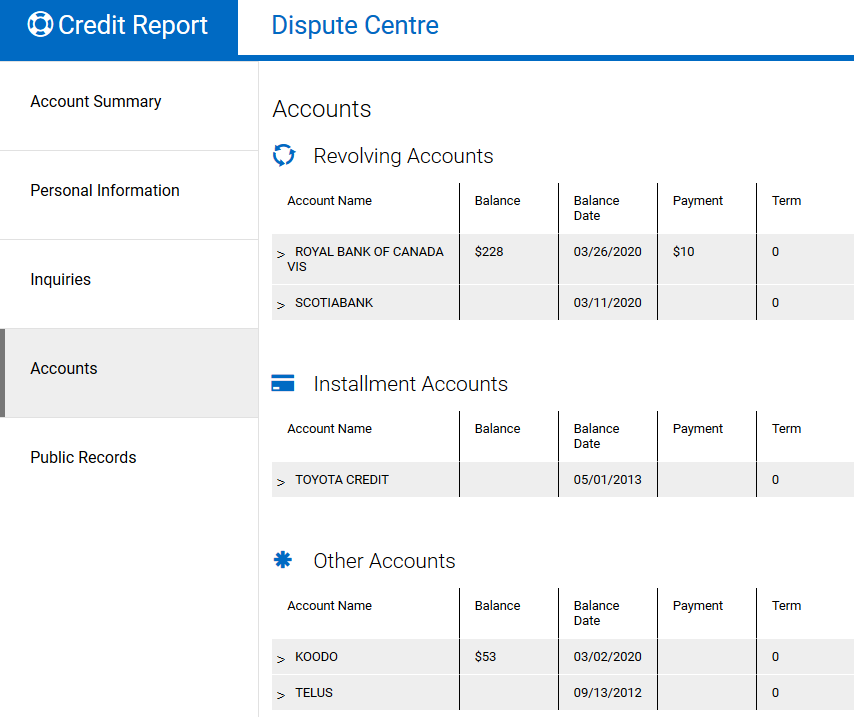 Credit Report
Dispute Centre
Account Summary
Personal Information
Inquiries
Accounts
Public Records
Accounts
Revolving Accounts
Account Name Balance Balance Payment Term
Date
> ROYAL BANK OF CANADA $228 03/26/2020 $10 0
VIS
> SCOTIABANK 03/11/2020 0
Installment Accounts
Account Name Balance Balance Payment Term
Date
> TOYOTA CREDIT 05/01/2013 0
Other Accounts
Account Name Balance Balance Payment Term
Date
> KOODO $53 03/02/2020 0
> TELUS 09/13/2012 0